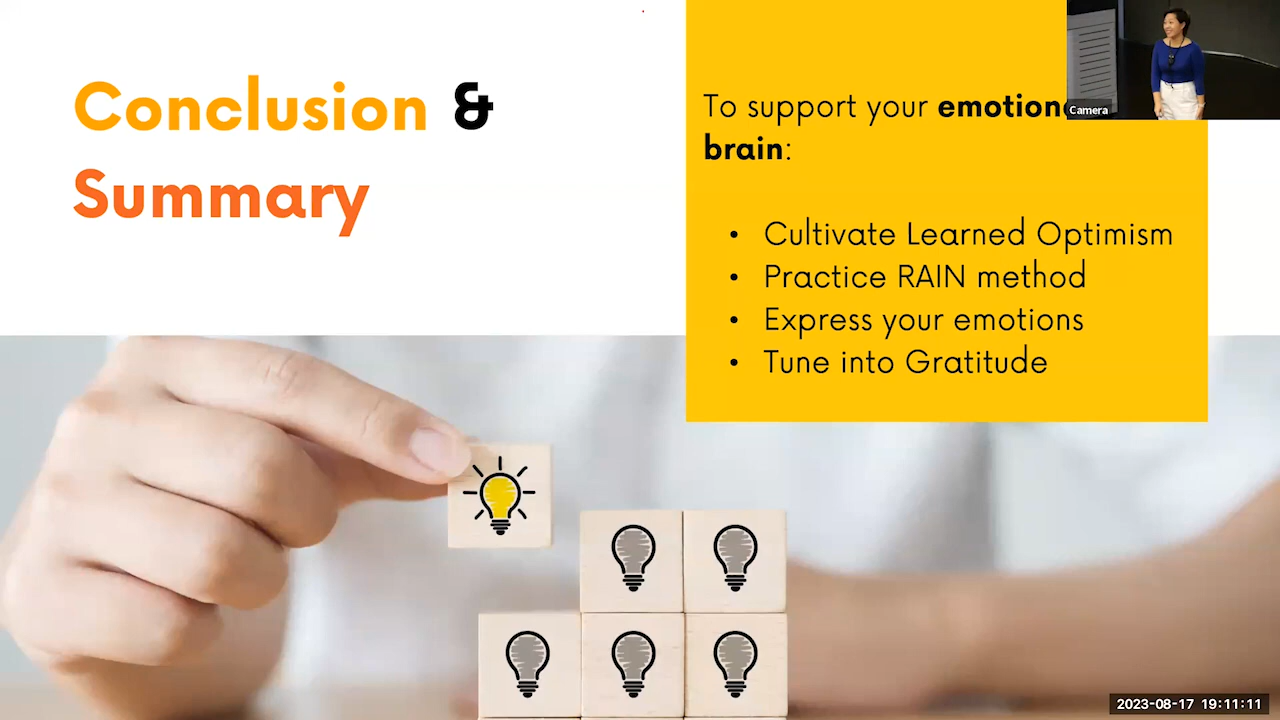 Conclusion &
Summary
To support your
brain:
• Cultivate Learned Optimism
• Practice RAIN method
• Express your emotions
• Tune into Gratitude
Camera
2023-08-17 19:11:11